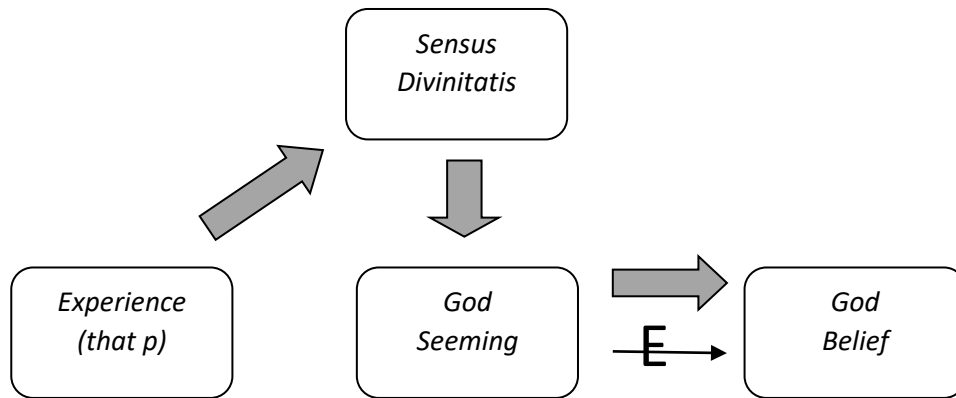 Sensus
Divinitatis
Experience
(that p)
God
Seeming
E
God
Belief